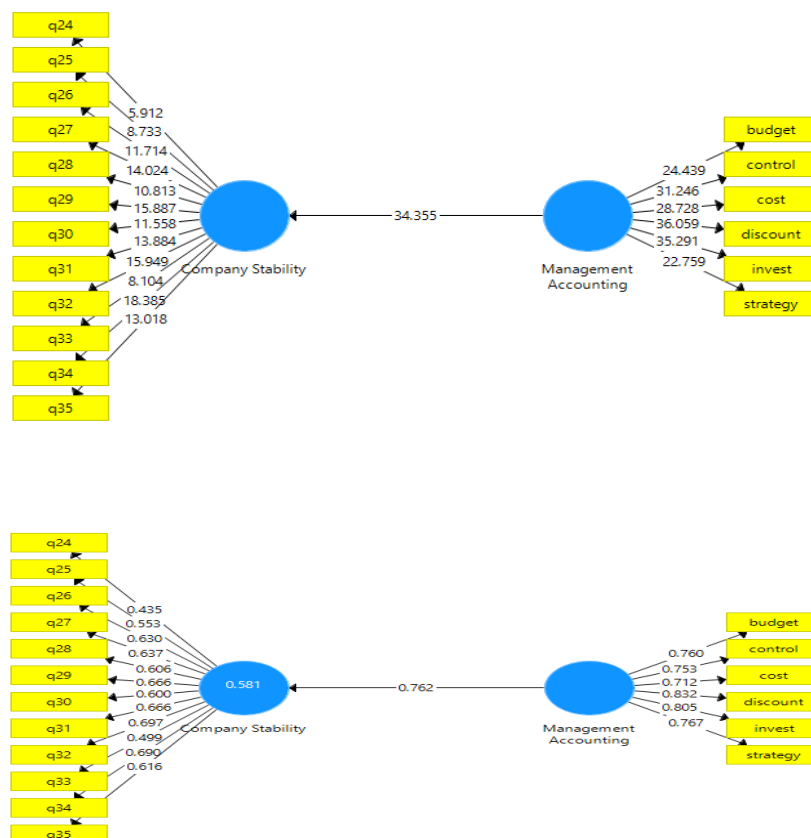 q24
q25
q26
q27
q28
q29
q30
q31
q32
q33
q34
q35
5.912
8.733
11.714
14.024
10.813
15.887
11.558
13.884
15.949
8.104
18.385
13.018
Company Stability
34.355
Management
Accounting
24.439
31.246
28.728
36.059
35.291
22.759
budget
control
cost
discount
invest
strategy
q24
q25
q26
q27
q28
q29
q30
q31
q32
q33
q34
q35
0.435
0.553
0.630
0.637
0.606
0.666
0.600
0.666
0.697
0.499
0.690
0.616
0.581
Company Stability
0.762
Management
Accounting
0.760
0.753
0.712
0.832
0.805
0.767
budget
control
cost
discount
invest
strategy